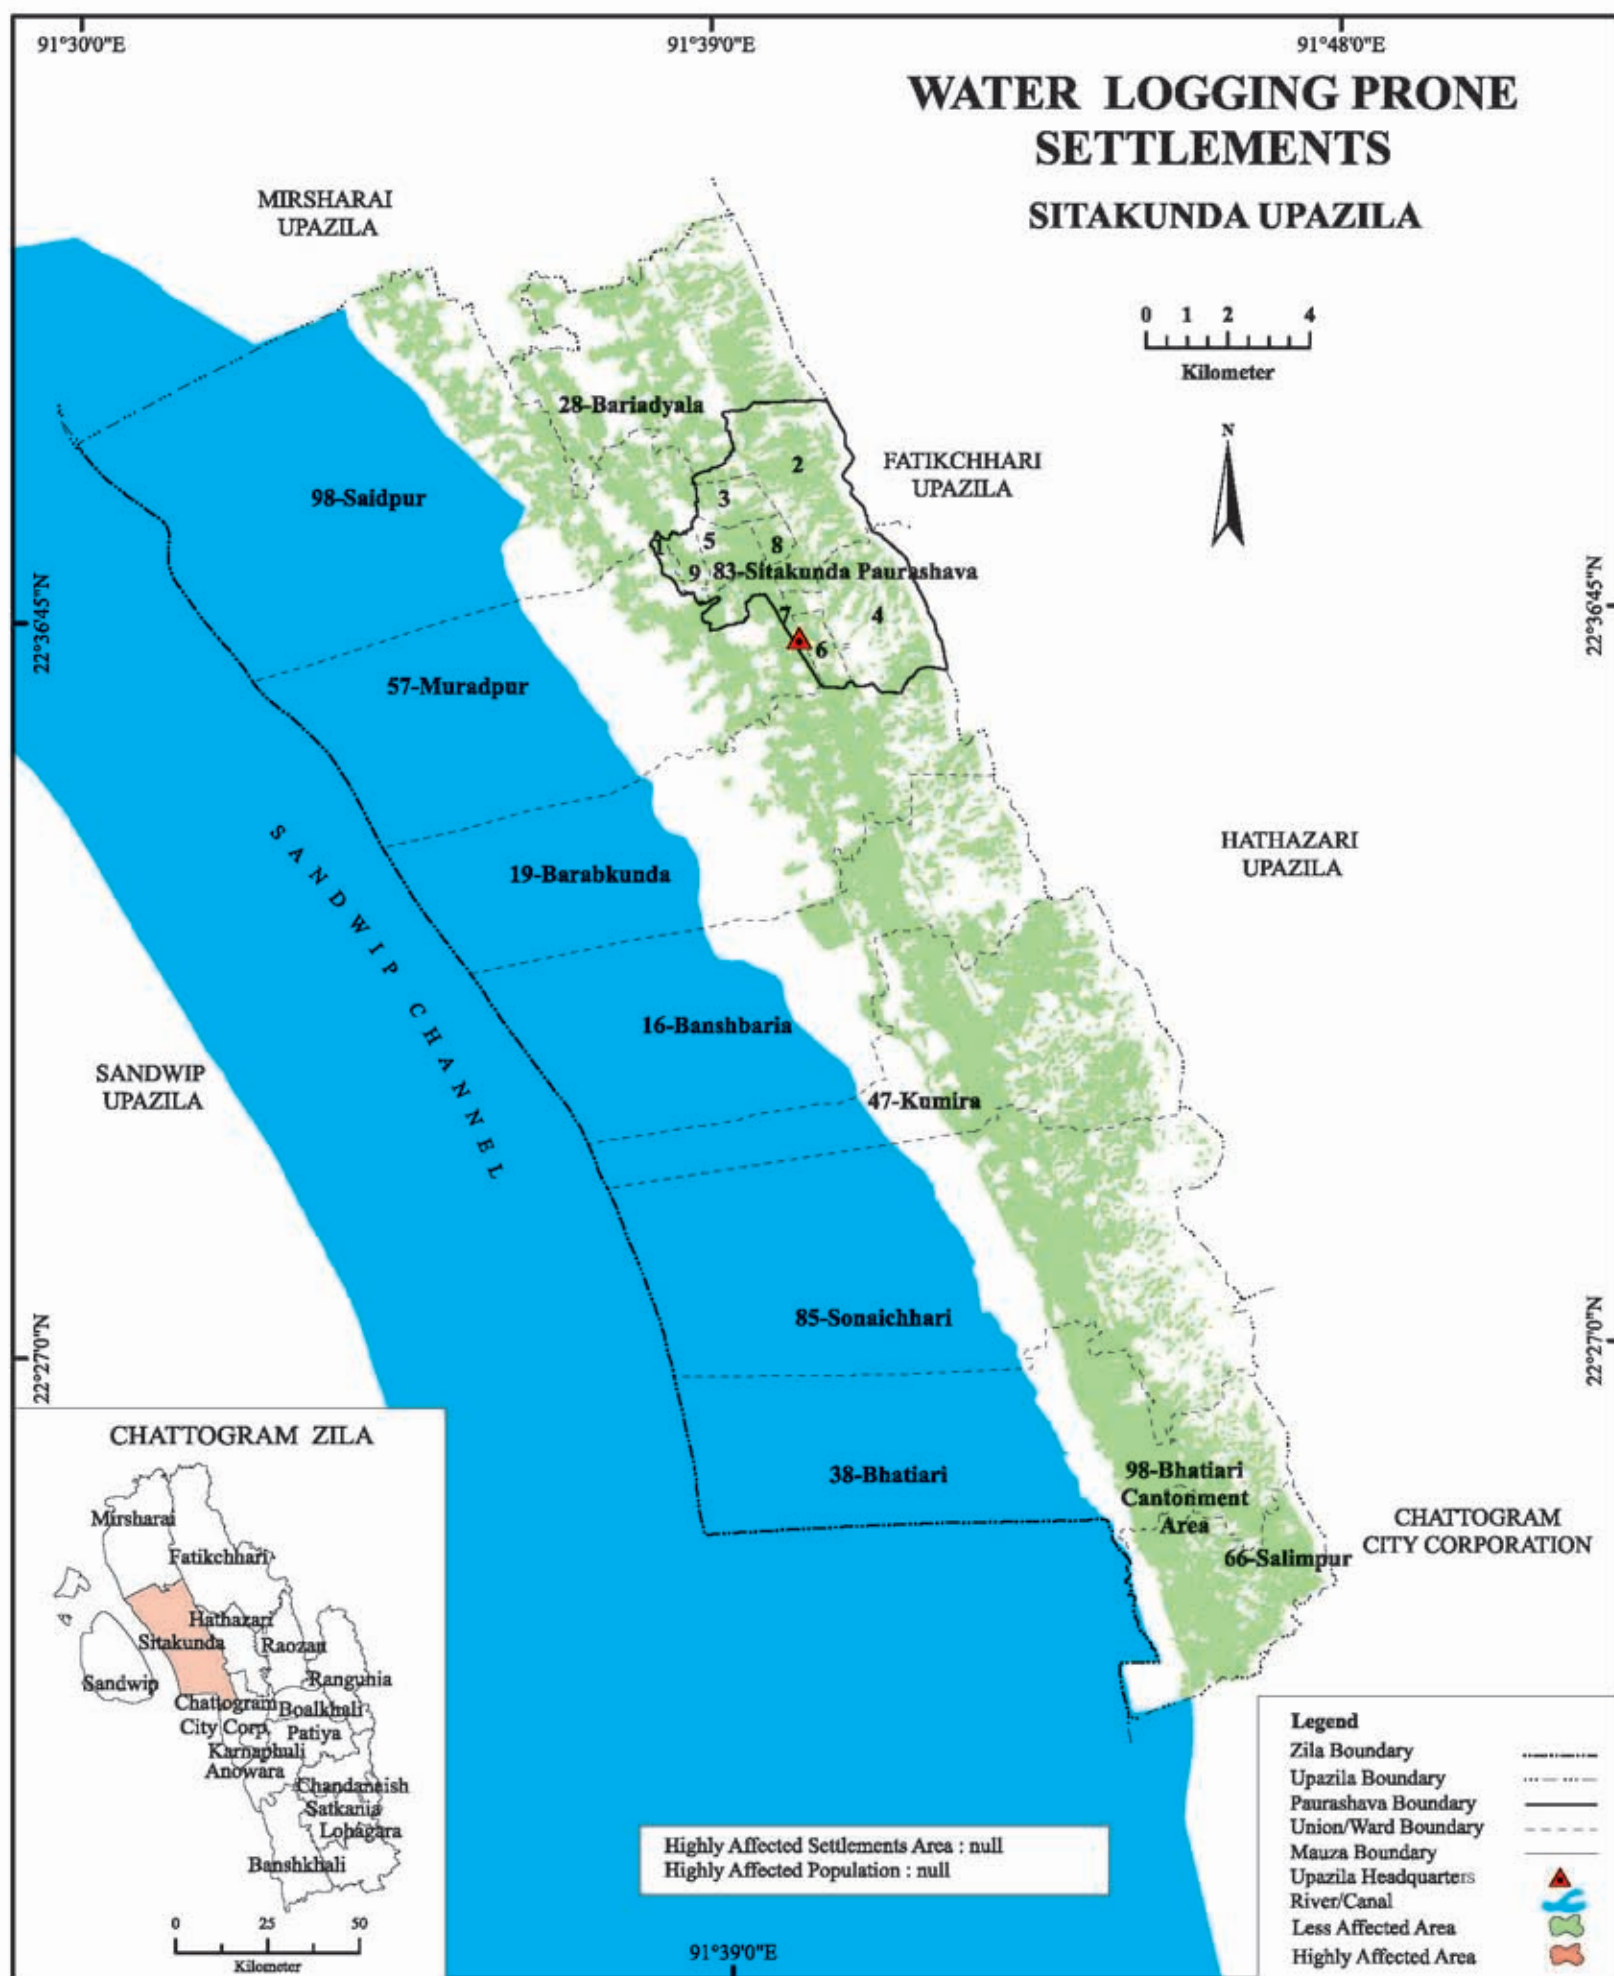 91°30'0"E
91°39'0"E
91°48'0"E
WATER LOGGING PRONE
SETTLEMENTS
SITAKUNDA UPAZILA
MIRSHARAI
UPAZILA
0 1 2 4
Kilometer
N
28-Bariadyala
FATIKCHHARI
UPAZILA
2
98-Saidpur
3
1
5
8
9
83-Sitakunda Paurashava
22°36'45"N
22°36'45"N
7
4
6
57-Muradpur
HATHAZARI
UPAZILA
19-Barabkunda
SANDWIP CHANNEL
16-Banshbaria
SANDWIP
UPAZILA
47-Kumira
85-Sonaichhari
22°27'0"N
22°27'0"N
38-Bhatiari
98-Bhatiari
Cantonment
Area
66-Salimpur
CHATTOGRAM
CITY CORPORATION
CHATTOGRAM ZILA
Mirsharai
Fatikchhari
Hathazari
Sitakunda
Raozan
Sandwip
Rangunia
Chattogram
City Corp.
Boalkhali
Patiya
Karnaphuli
Anowara
Chandanaish
Satkania
Lohagara
Banshkhali
0 25 50
Kilometer
Highly Affected Settlements Area : null
Highly Affected Population : null
91°39'0"E
Legend
Zila Boundary
Upazila Boundary
Paurashava Boundary
Union/Ward Boundary
Mauza Boundary
Upazila Headquarters
River/Canal
Less Affected Area
Highly Affected Area